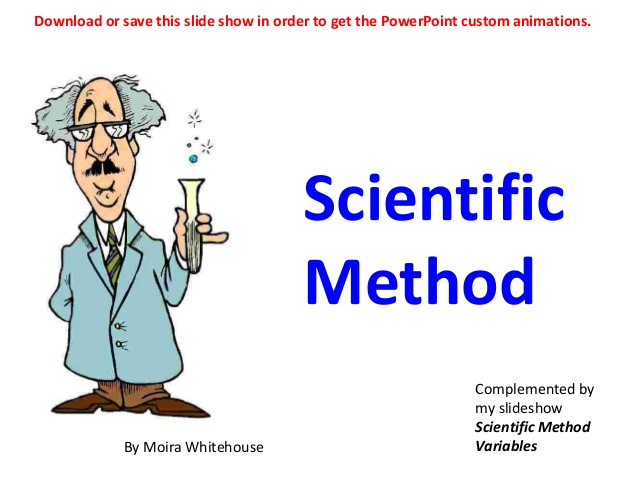 Download or save this slide show in order to get the PowerPoint custom animations.
Scientific
Method
Complemented by
my slideshow
Scientific Method
Variables
By Moira Whitehouse